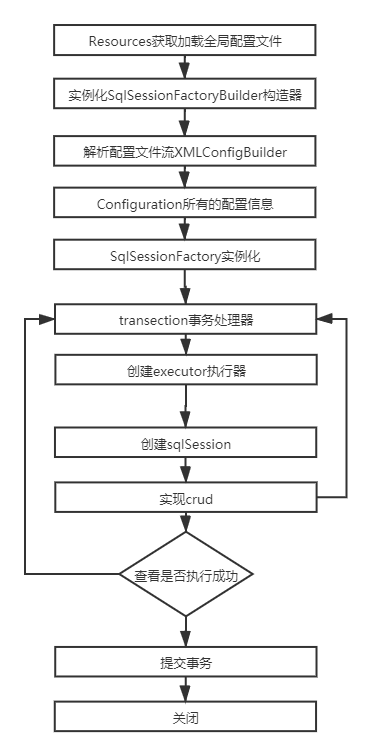 Resources获取加载全局配置文件
实例化SqlSessionFactoryBuilder构造器
解析配置文件流XMLConfigBuilder
Configuration所有的配置信息
SqlSessionFactory实例化
transection事务处理器
创建executor执行器
创建sqlSession
实现crud
查看是否执行成功
提交事务
关闭